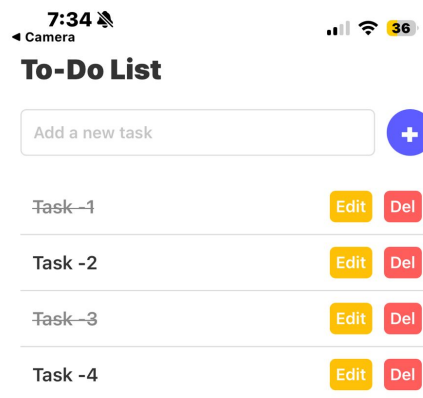 7:34
◀ Camera
36
To-Do List
Add a new task
+
Task -1 Edit Del
Task -2 Edit Del
Task -3 Edit Del
Task -4 Edit Del